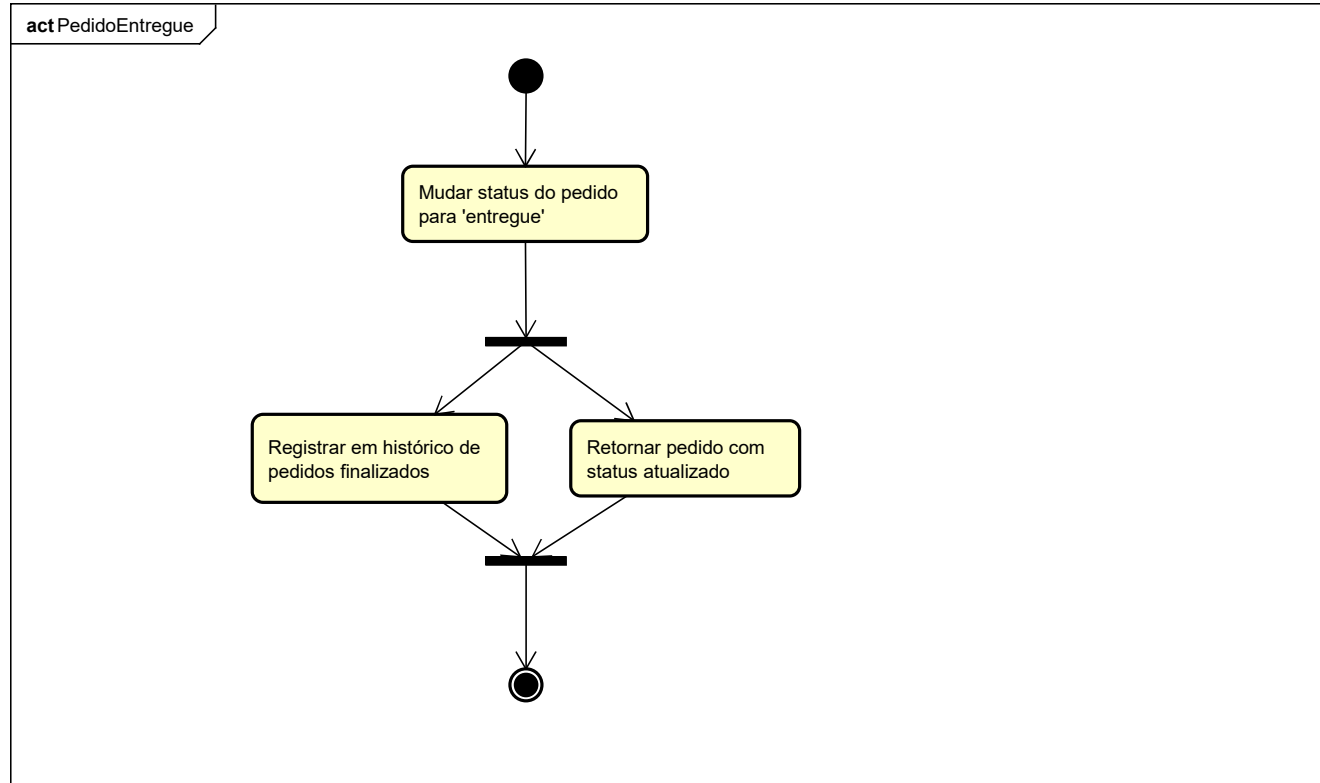 act PedidoEntregue
Mudar status do pedido
para 'entregue'
Registrar em histórico de
pedidos finalizados
Retornar pedido com
status atualizado